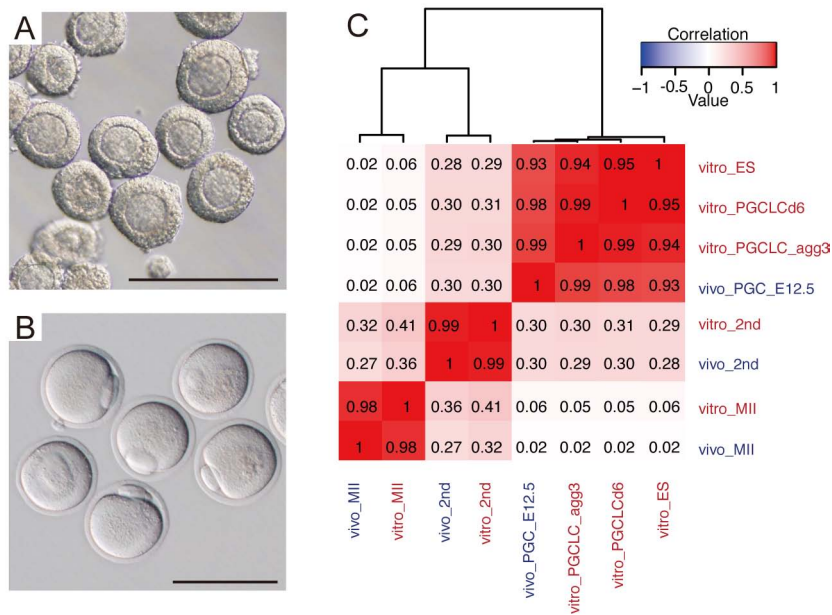 A
B
C
Correlation
−1 -0.5 0 0.5 1
Value
0.02 0.06 0.28 0.29 0.93 0.94 0.95 1 vitro_ES
0.02 0.05 0.30 0.31 0.98 0.99 1 0.95 vitro_PGCLCd6
0.02 0.05 0.29 0.30 0.99 1 0.99 0.94 vitro_PGCLC_agg3
0.02 0.06 0.30 0.30 1 0.99 0.98 0.93 vivo_PGC_E12.5
0.32 0.41 0.99 1 0.30 0.30 0.31 0.29 vitro_2nd
0.27 0.36 1 0.99 0.30 0.29 0.30 0.28 vivo_2nd
0.98 1 0.36 0.41 0.06 0.05 0.05 0.06 vitro_MII
1 0.98 0.27 0.32 0.02 0.02 0.02 0.02 vivo_MII
vivo_MII
vitro_MII
vivo_2nd
vitro_2nd
vivo_PGC_E12.5
vitro_PGCLC_agg3
vitro_PGCLCd6
vitro_ES